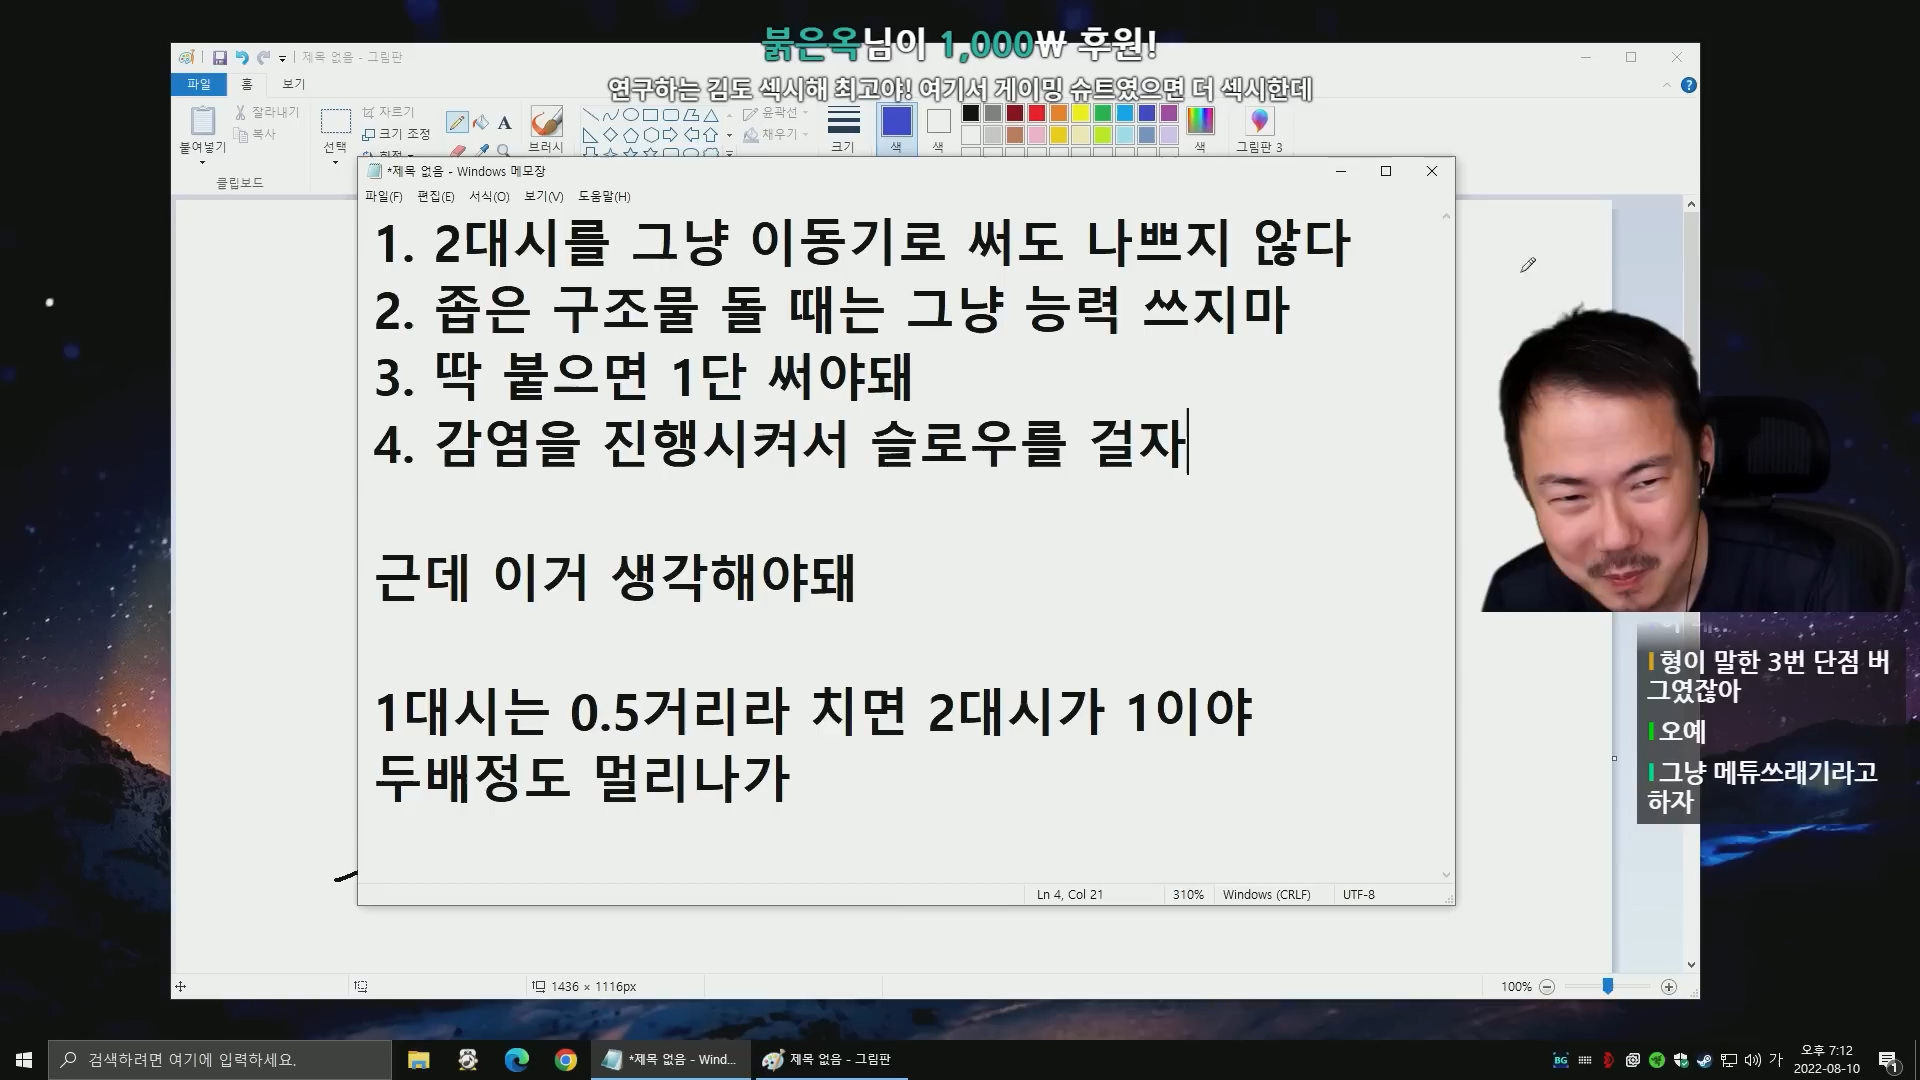 붉은옥님이 1,000₩ 후원!
연구하는 김도 섹시해 최고야! 여기서 게이밍 슈트였으면 더 섹시한데
제목 없음 - 그림판
파일 홈 보기
붙여넣기
잘라내기
복사
클립보드
선택
자르기
크기 조정
브러시
윤곽선
채우기
크기
색
색
색
그림판 3
*제목 없음 - Windows 메모장
파일(F) 편집(E) 서식(O) 보기(V) 도움말(H)
1. 2대시를 그냥 이동기로 써도 나쁘지 않다
2. 좁은 구조물 돌 때는 그냥 능력 쓰지마
3. 딱 붙으면 1단 써야돼
4. 감염을 진행시켜서 슬로우를 걸자
근데 이거 생각해야돼
1대시는 0.5거리라 치면 2대시가 1이야
두배정도 멀리나가
Ln 4, Col 21 310% Windows (CRLF) UTF-8
형이 말한 3번 단점 버
그였잖아
오예
그냥 메튜쓰래기라고
하자
1436 × 1116px
100%
검색하려면 여기에 입력하세요.
*제목 없음 - Wind...
제목 없음 - 그림판
BG
가
오후 7:12
2022-08-10
1